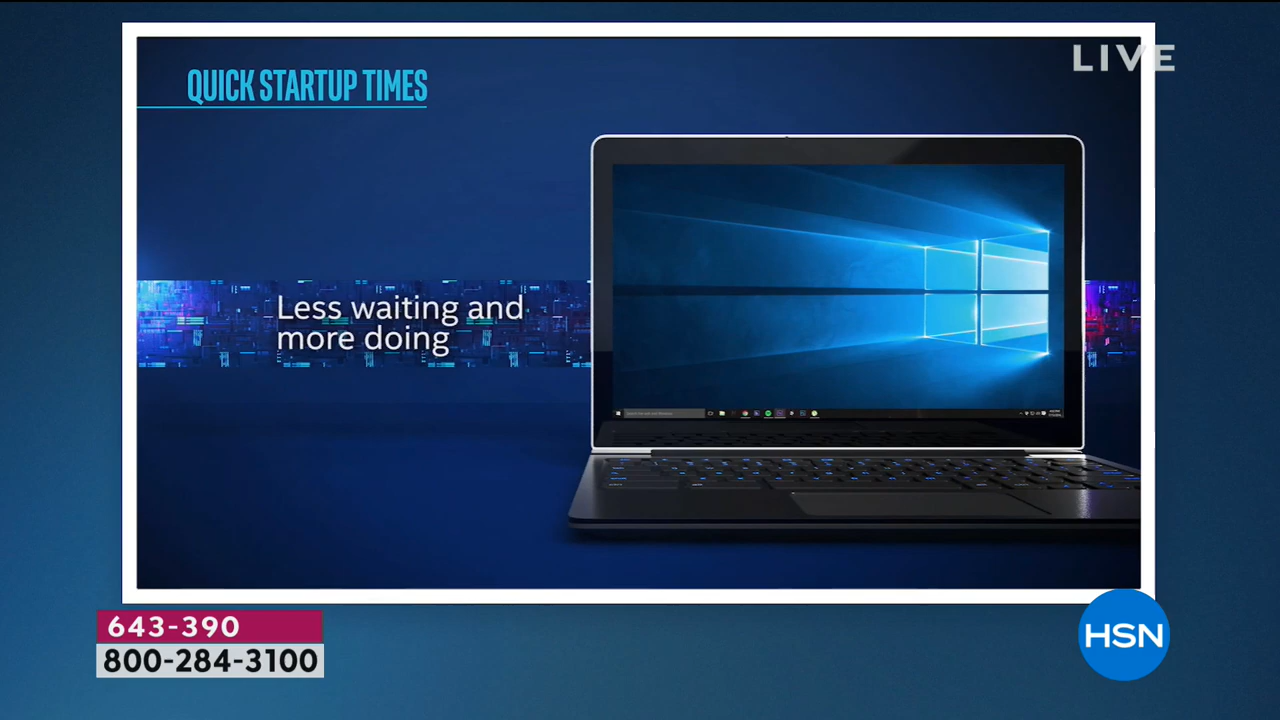 LIVE
QUICK STARTUP TIMES
Less waiting and
more doing
643-390
800-284-3100
HSN